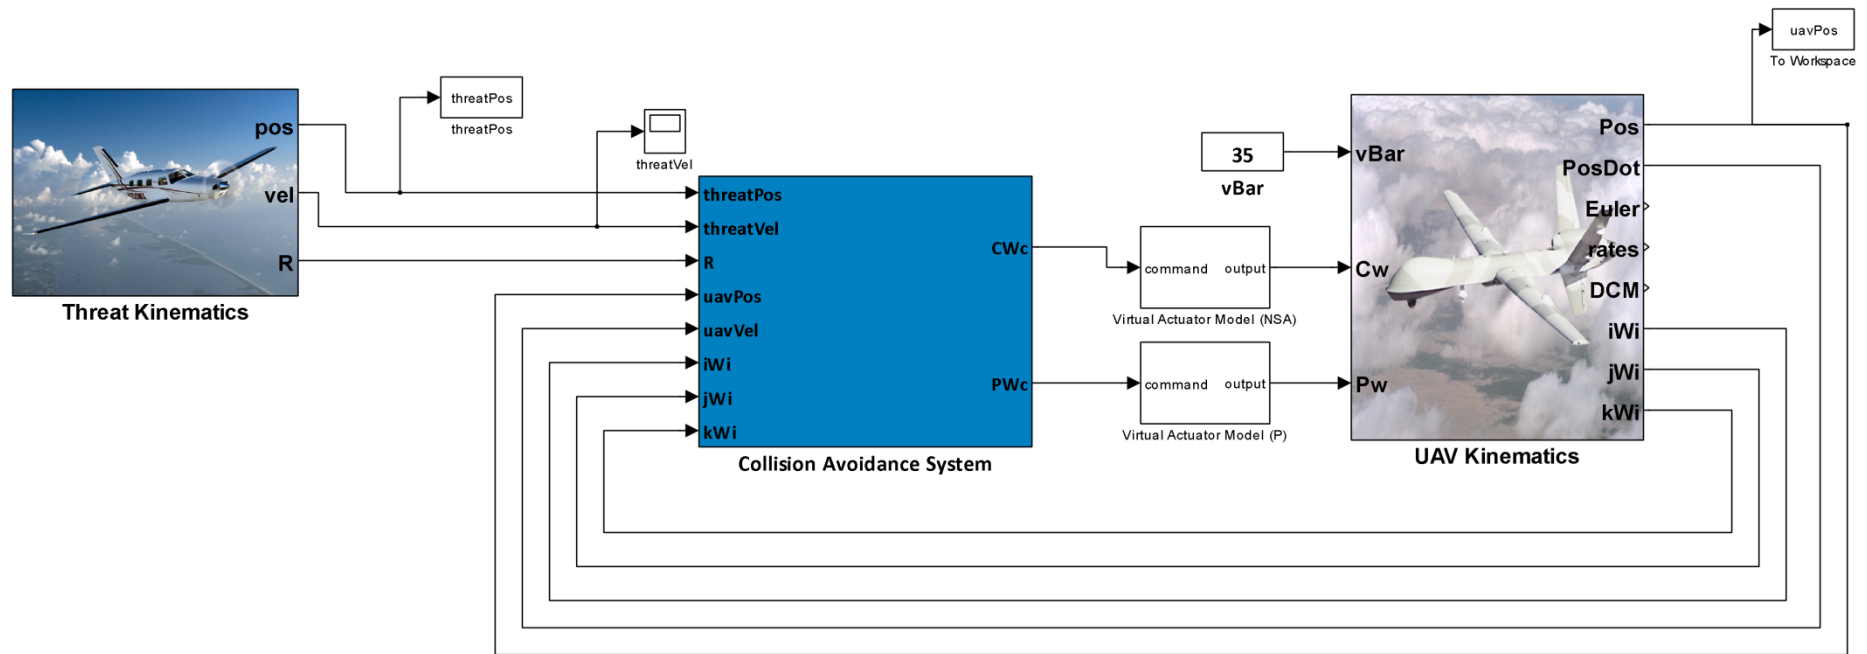 pos
vel
R
Threat Kinematics
threatPos
threatPos
threatVel
threatPos
threatVel
R
uavPos
uavVel
iWi
jWi
kWi
CWc
PWc
Collision Avoidance System
35
vBar
command output
Virtual Actuator Model (NSA)
command output
Virtual Actuator Model (P)
vBar
Cw
Pw
Pos
PosDot
Euler
rates
DCM
iWi
jWi
kWi
UAV Kinematics
uavPos
To Workspace